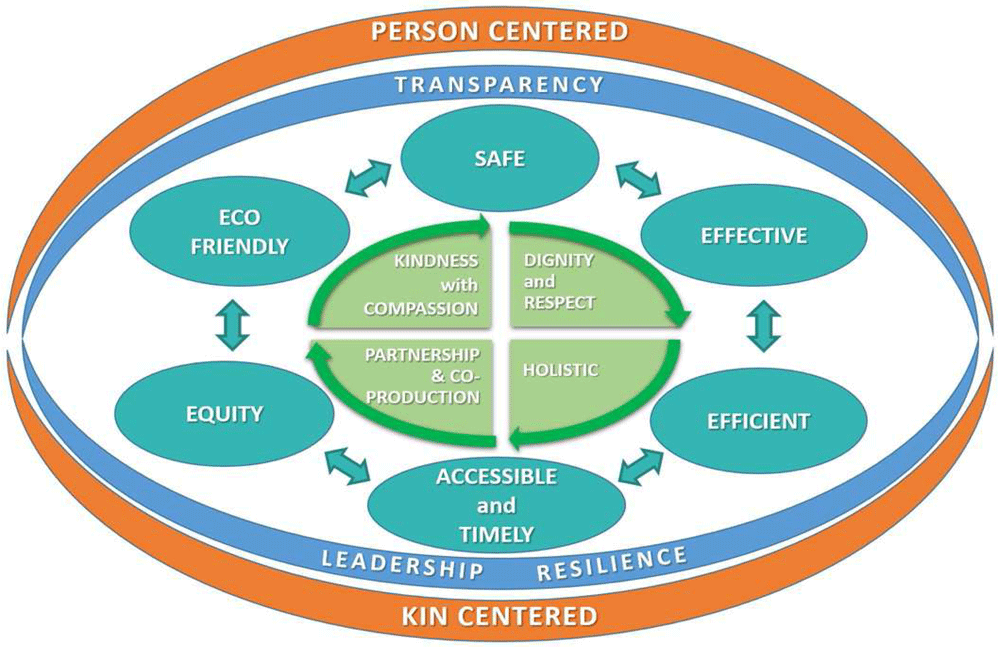 PERSON CENTERED
TRANSPARENCY
SAFE
ECO
FRIENDLY
EFFECTIVE
KINDNESS
with
COMPASSION
DIGNITY
and
RESPECT
PARTNERSHIP
& CO-
PRODUCTION
HOLISTIC
EQUITY
EFFICIENT
ACCESSIBLE
and
TIMELY
LEADERSHIP RESILIENCE
KIN CENTERED